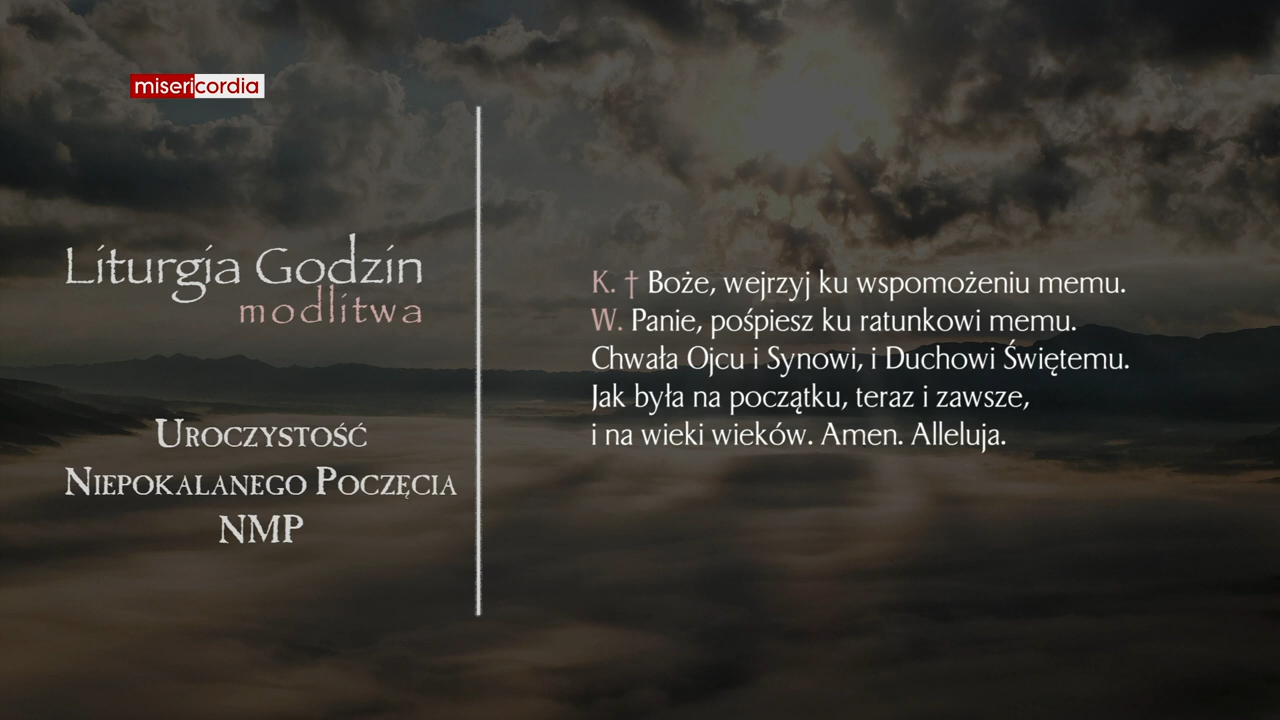 misericordia
Liturgia Godzin
modlitwa
Uroczystość
Niepokalanego Poczęcia
NMP
K. † Boże, wejrzyj ku wspomożeniu memu.
W. Panie, pośpiesz ku ratunkowi memu.
Chwała Ojcu i Synowi, i Duchowi Świętemu.
Jak była na początku, teraz i zawsze,
i na wieki wieków. Amen. Alleluja.